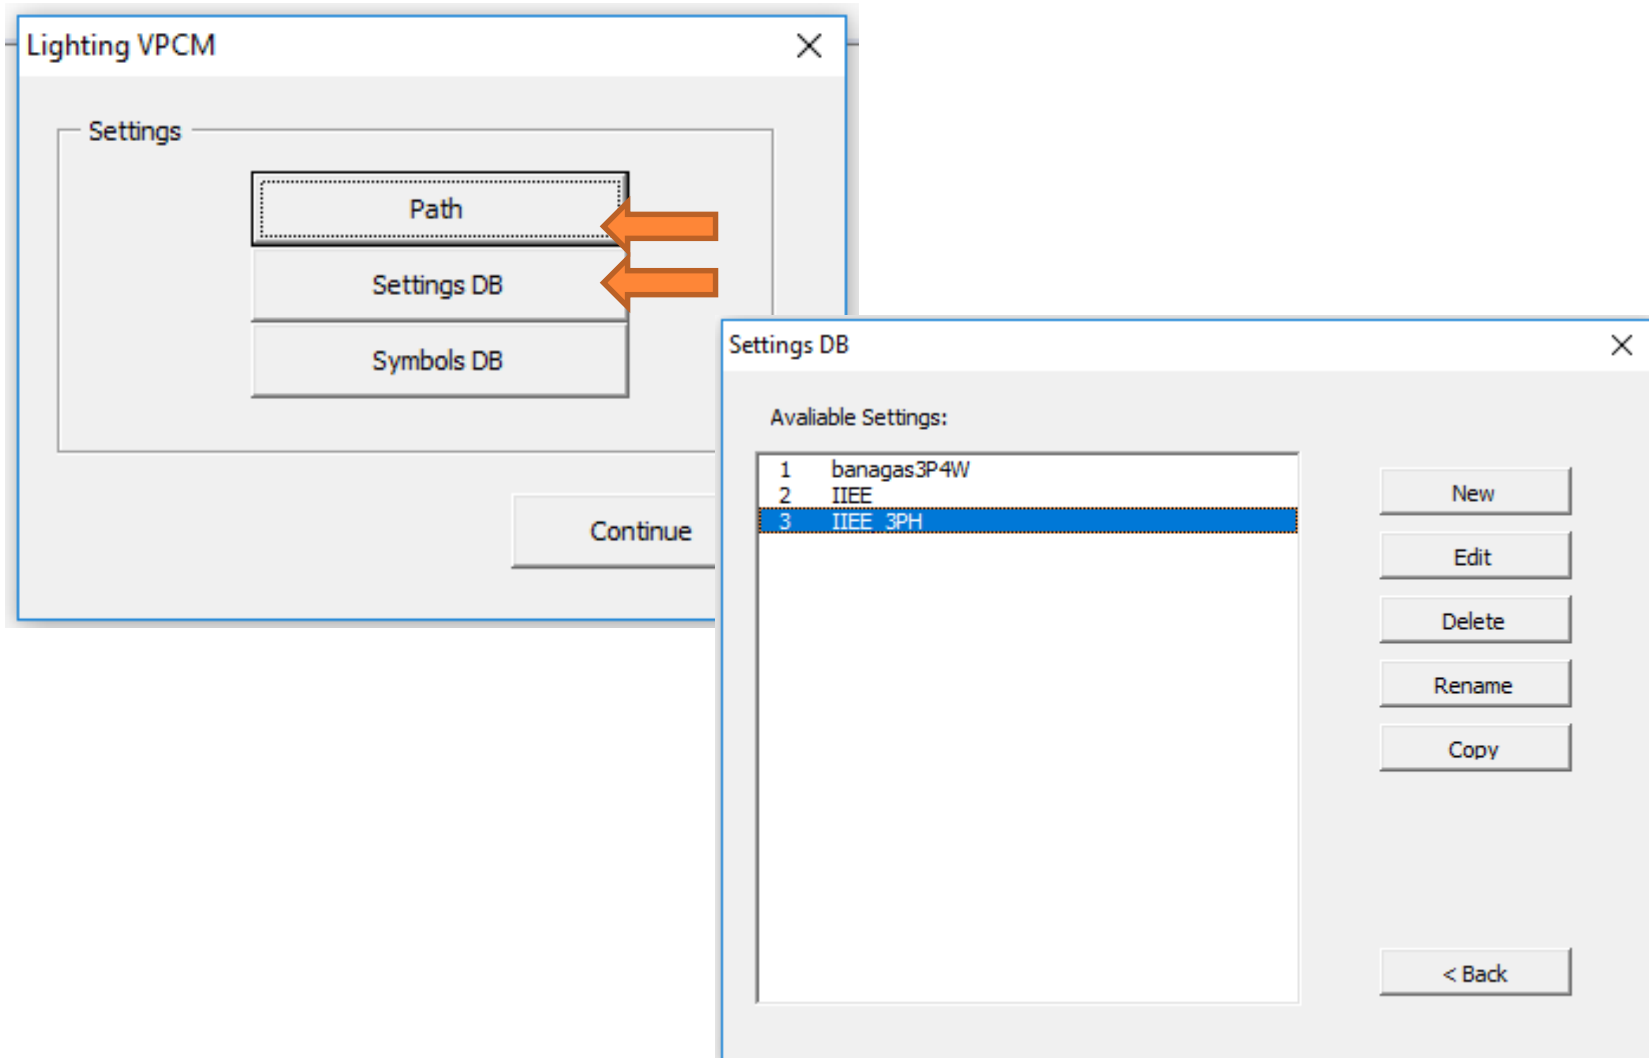 Lighting VPCM
Settings
Path
Settings DB
Symbols DB
Continue
Settings DB
Avaliable Settings:
1 banagas3P4W
2 IIEE
3 IIEE_3PH
New
Edit
Delete
Rename
Copy
< Back